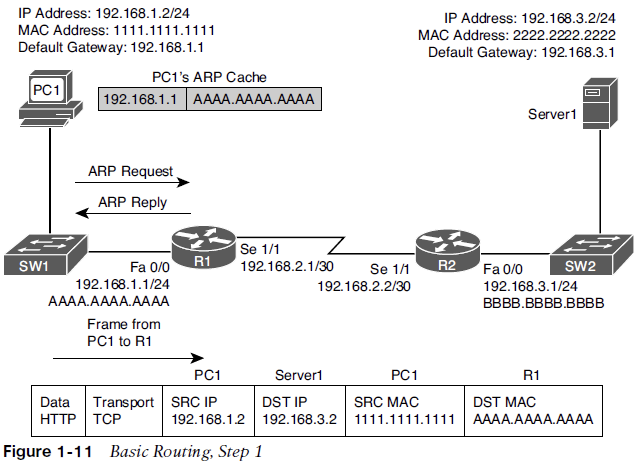 IP Address: 192.168.1.2/24
MAC Address: 1111.1111.1111
Default Gateway: 192.168.1.1
IP Address: 192.168.3.2/24
MAC Address: 2222.2222.2222
Default Gateway: 192.168.3.1
PC1's ARP Cache
PC1
192.168.1.1 AAAA.AAAA.AAAA
Server1
ARP Request
ARP Reply
SW1
Fa 0/0
192.168.1.1/24
AAAA.AAAA.AAAA
R1
Se 1/1
192.168.2.1/30
Se 1/1
192.168.2.2/30
R2
Fa 0/0
192.168.3.1/24
BBBB.BBBB.BBBB
SW2
Frame from
PC1 to R1
PC1 Server1 PC1 R1
Data Transport SRC IP DST IP SRC MAC DST MAC
HTTP TCP 192.168.1.2 192.168.3.2 1111.1111.1111 AAAA.AAAA.AAAA
Figure 1-11 Basic Routing, Step 1